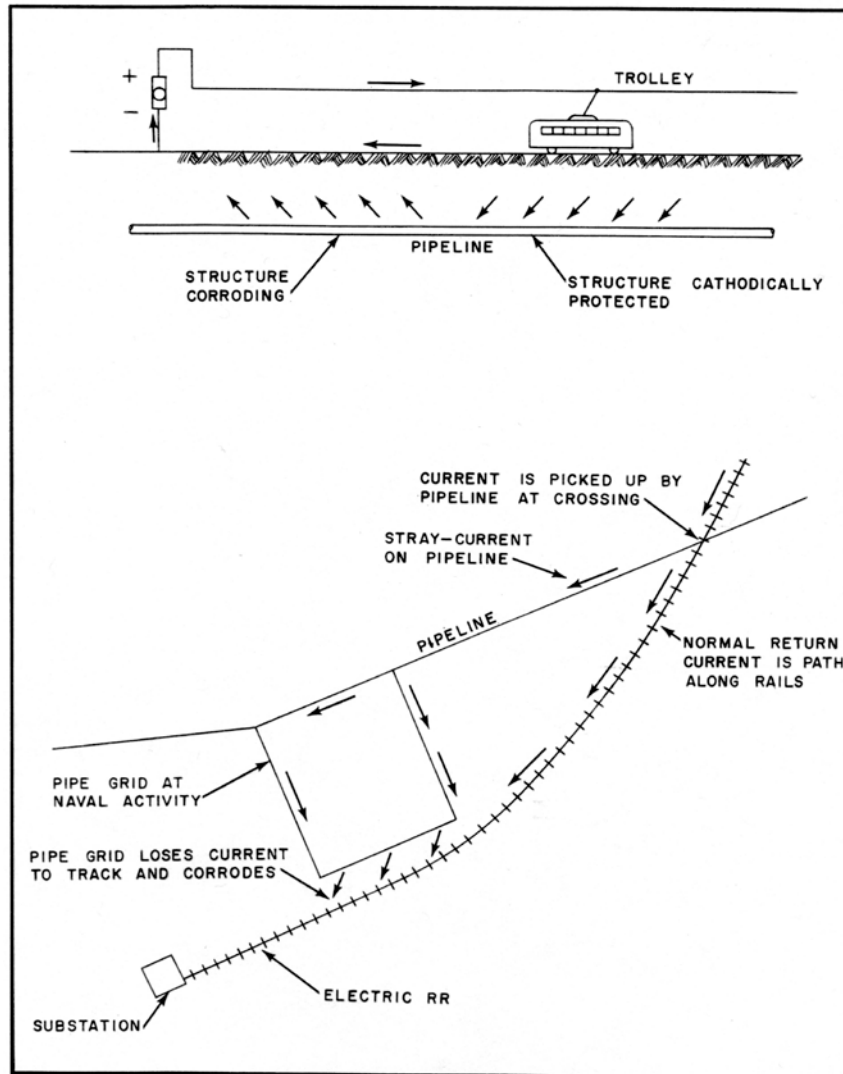 +
TROLLEY
−
PIPELINE
STRUCTURE
CORRODING
STRUCTURE CATHODICALLY
PROTECTED
CURRENT IS PICKED UP BY
PIPELINE AT CROSSING
STRAY-CURRENT
ON PIPELINE
PIPELINE
NORMAL RETURN
CURRENT IS PATH
ALONG RAILS
PIPE GRID AT
NAVAL ACTIVITY
PIPE GRID LOSES CURRENT
TO TRACK AND CORRODES
ELECTRIC RR
SUBSTATION